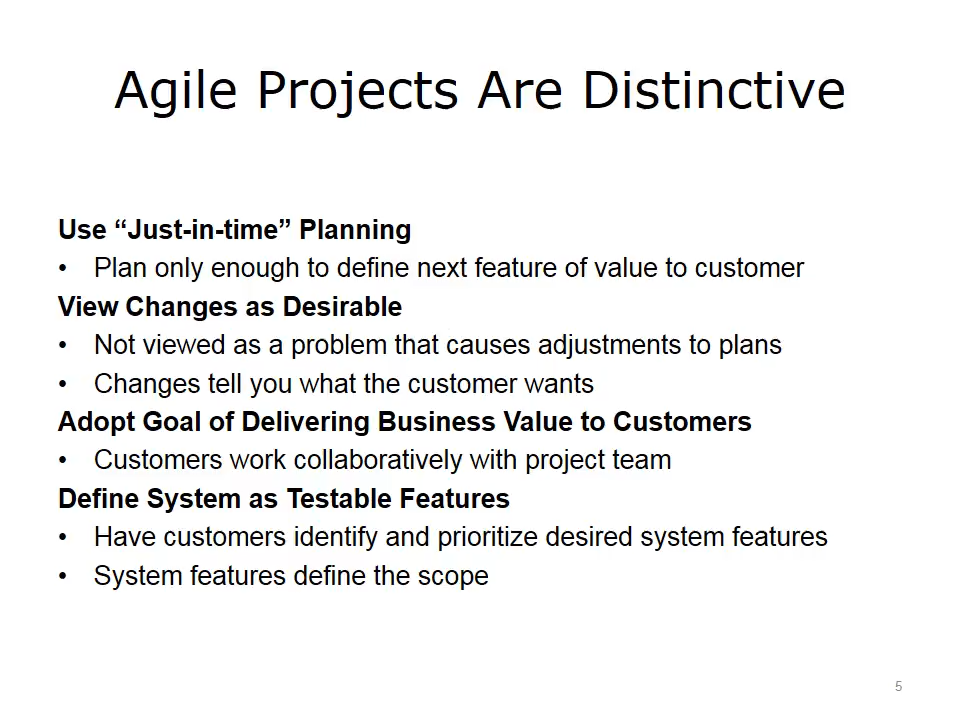 Agile Projects Are Distinctive
Use “Just-in-time” Planning
• Plan only enough to define next feature of value to customer
View Changes as Desirable
• Not viewed as a problem that causes adjustments to plans
• Changes tell you what the customer wants
Adopt Goal of Delivering Business Value to Customers
• Customers work collaboratively with project team
Define System as Testable Features
• Have customers identify and prioritize desired system features
• System features define the scope
5